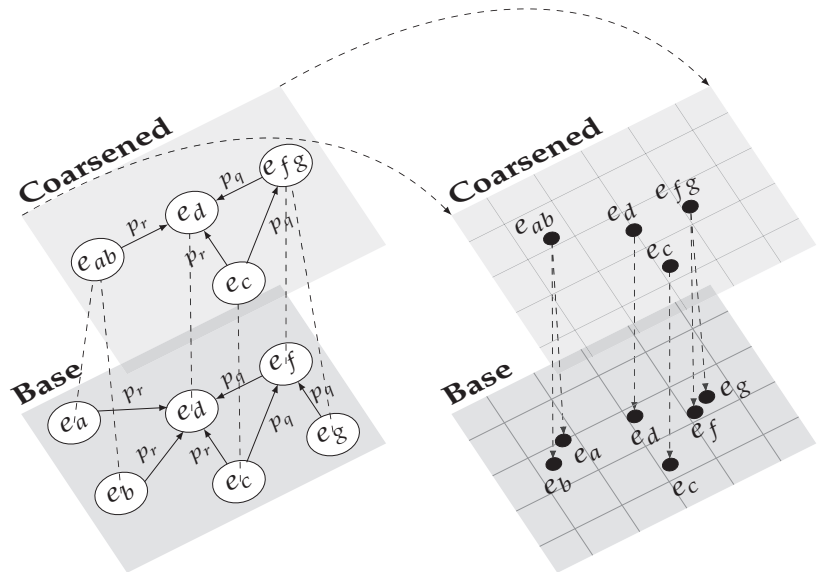 Coarsened
e_fg
p_q
e_d
p_r
p_q
e_ab
p_r
e_c
Base
e_f
p_q
p_r
p_q
e_a
e_d
e_g
p_r
p_r
p_q
e_b
e_c
Coarsened
e_fg
e_d
e_ab
e_c
Base
e_g
e_f
e_d
e_a
e_b
e_c